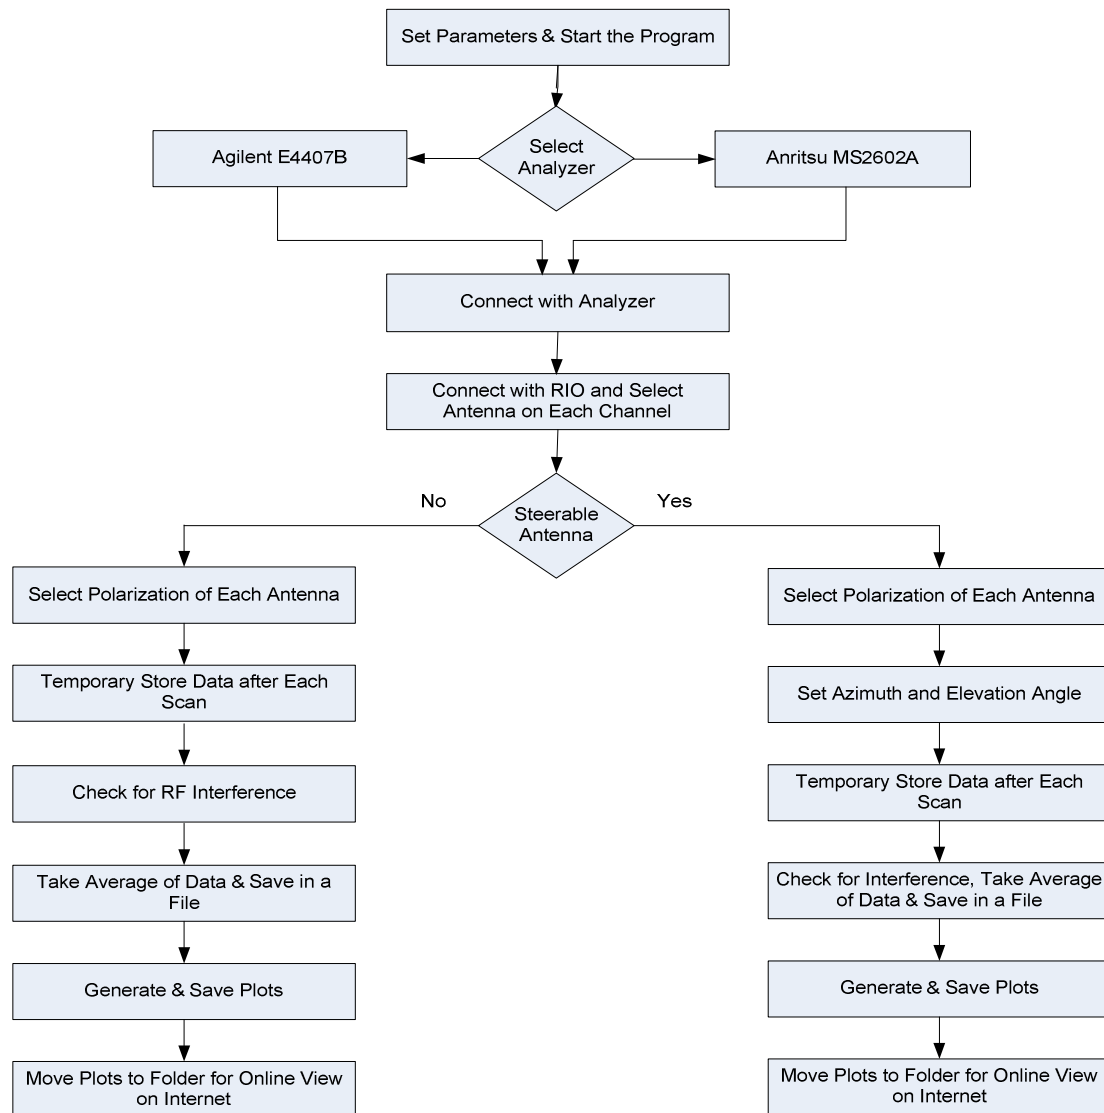 Set Parameters & Start the Program
Select
Analyzer
Agilent E4407B
Anritsu MS2602A
Connect with Analyzer
Connect with RIO and Select
Antenna on Each Channel
Steerable
Antenna
No
Yes
Select Polarization of Each Antenna
Temporary Store Data after Each
Scan
Check for RF Interference
Take Average of Data & Save in a
File
Generate & Save Plots
Move Plots to Folder for Online View
on Internet
Select Polarization of Each Antenna
Set Azimuth and Elevation Angle
Temporary Store Data after Each
Scan
Check for Interference, Take Average
of Data & Save in a File
Generate & Save Plots
Move Plots to Folder for Online View
on Internet